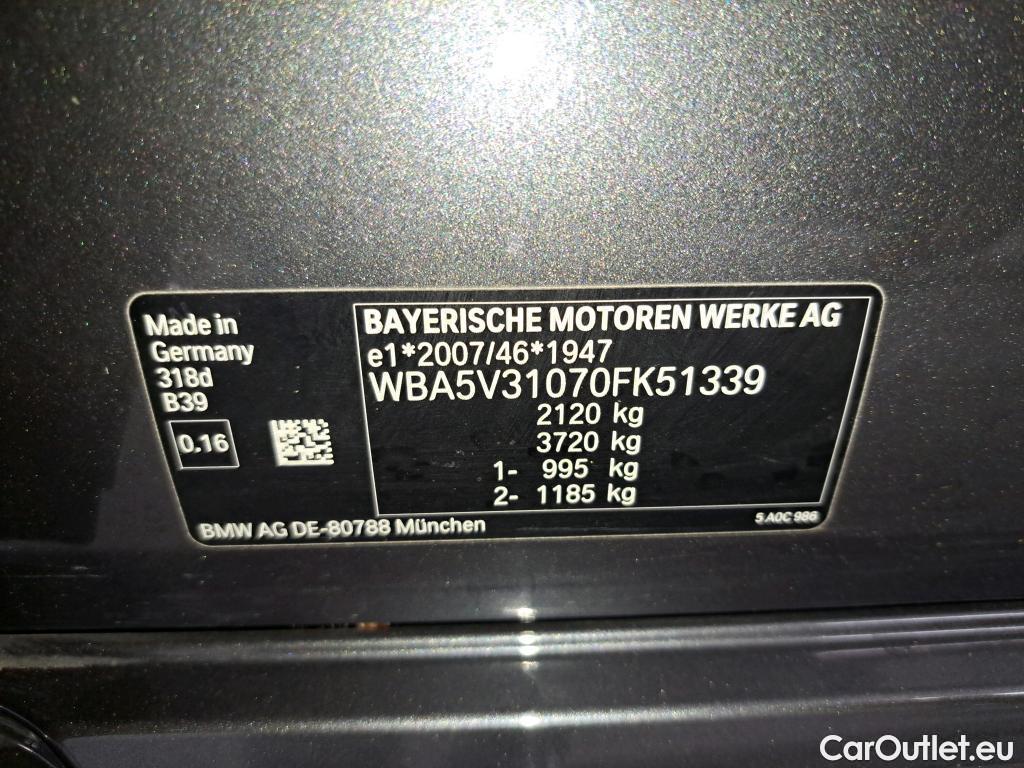 Made in
Germany
318d
B39
0.16
BAYERISCHE MOTOREN WERKE AG
e1*2007/46*1947
WBA5V31070FK51339
2120 kg
3720 kg
1- 995 kg
2- 1185 kg
BMW AG DE-80788 München
5 A0C 986
CarOutlet.eu